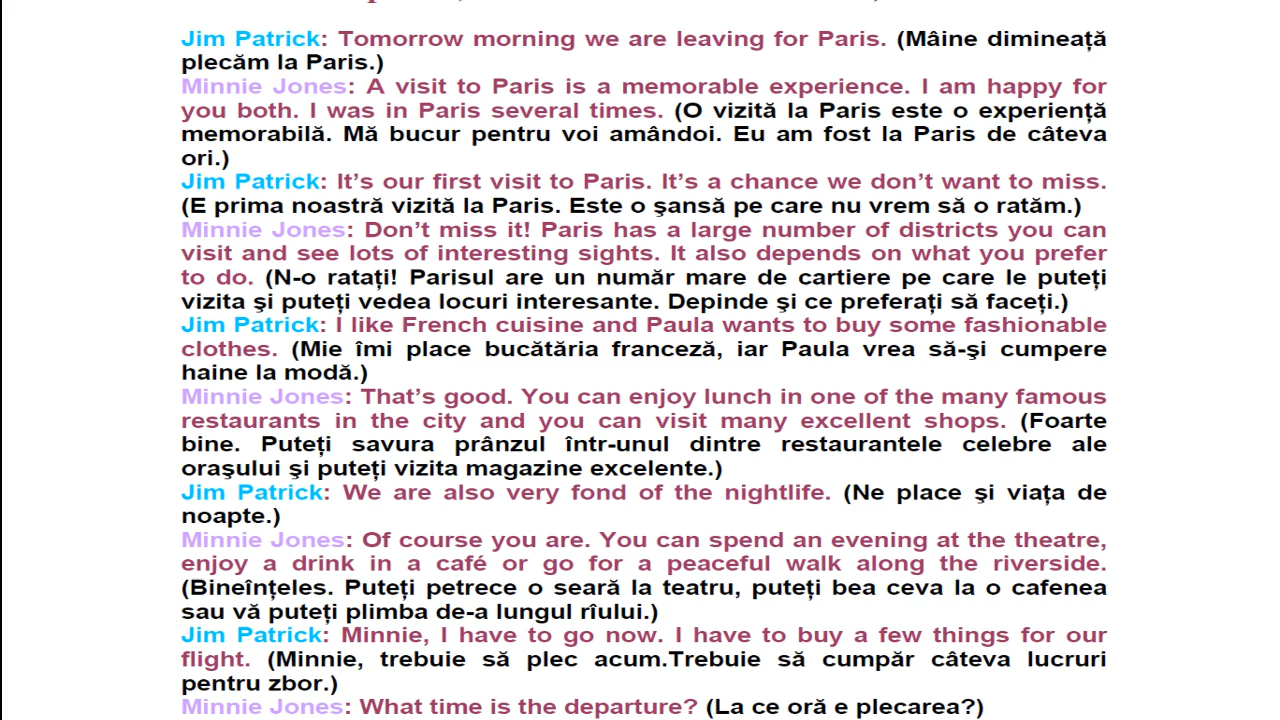 Jim Patrick: Tomorrow morning we are leaving for Paris. (Mâine dimineaţă
plecăm la Paris.)
Minnie Jones: A visit to Paris is a memorable experience. I am happy for
you both. I was in Paris several times. (O vizită la Paris este o experienţă
memorabilă. Mă bucur pentru voi amândoi. Eu am fost la Paris de câteva
ori.)
Jim Patrick: It’s our first visit to Paris. It’s a chance we don’t want to miss.
(E prima noastră vizită la Paris. Este o şansă pe care nu vrem să o ratăm.)
Minnie Jones: Don’t miss it! Paris has a large number of districts you can
visit and see lots of interesting sights. It also depends on what you prefer
to do. (N-o rataţi! Parisul are un număr mare de cartiere pe care le puteţi
vizita şi puteţi vedea locuri interesante. Depinde şi ce preferaţi să faceţi.)
Jim Patrick: I like French cuisine and Paula wants to buy some fashionable
clothes. (Mie îmi place bucătăria franceză, iar Paula vrea să-şi cumpere
haine la modă.)
Minnie Jones: That’s good. You can enjoy lunch in one of the many famous
restaurants in the city and you can visit many excellent shops. (Foarte
bine. Puteţi savura prânzul într-unul dintre restaurantele celebre ale
oraşului şi puteţi vizita magazine excelente.)
Jim Patrick: We are also very fond of the nightlife. (Ne place şi viaţa de
noapte.)
Minnie Jones: Of course you are. You can spend an evening at the theatre,
enjoy a drink in a café or go for a peaceful walk along the riverside.
(Bineînţeles. Puteţi petrece o seară la teatru, puteţi bea ceva la o cafenea
sau vă puteţi plimba de-a lungul rîului.)
Jim Patrick: Minnie, I have to go now. I have to buy a few things for our
flight. (Minnie, trebuie să plec acum.Trebuie să cumpăr câteva lucruri
pentru zbor.)
Minnie Jones: What time is the departure? (La ce oră e plecarea?)